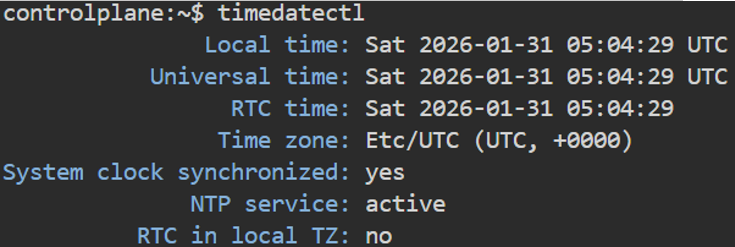 controlplane:~$ timedatectl
Local time: Sat 2026-01-31 05:04:29 UTC
Universal time: Sat 2026-01-31 05:04:29 UTC
RTC time: Sat 2026-01-31 05:04:29
Time zone: Etc/UTC (UTC, +0000)
System clock synchronized: yes
NTP service: active
RTC in local TZ: no